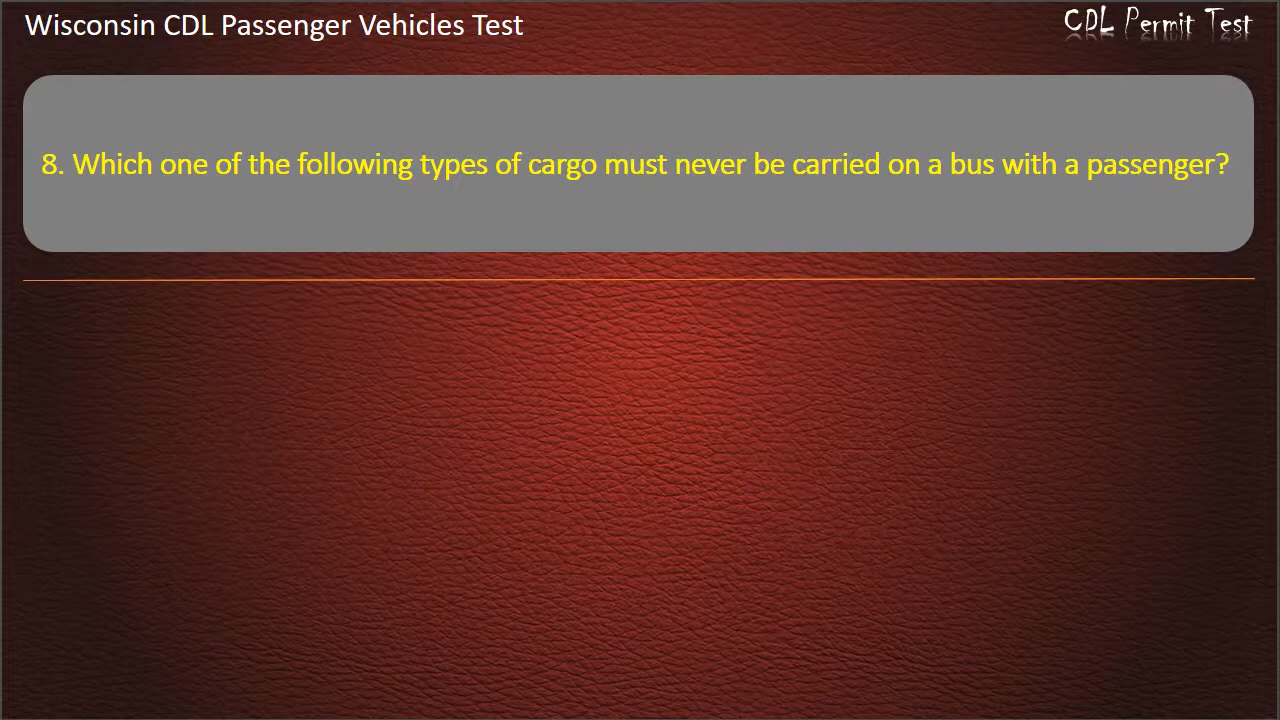 Wisconsin CDL Passenger Vehicles Test
CDL Permit Test
8. Which one of the following types of cargo must never be carried on a bus with a passenger?